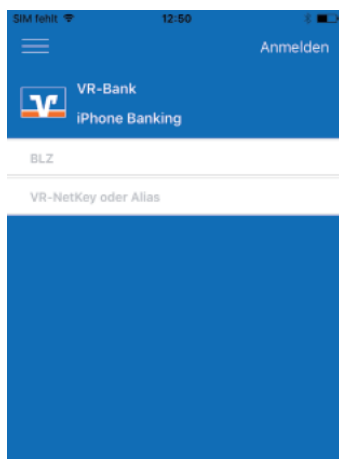 SIM fehlt 12:50
Anmelden
VR-Bank
iPhone Banking
BLZ
VR-NetKey oder Alias